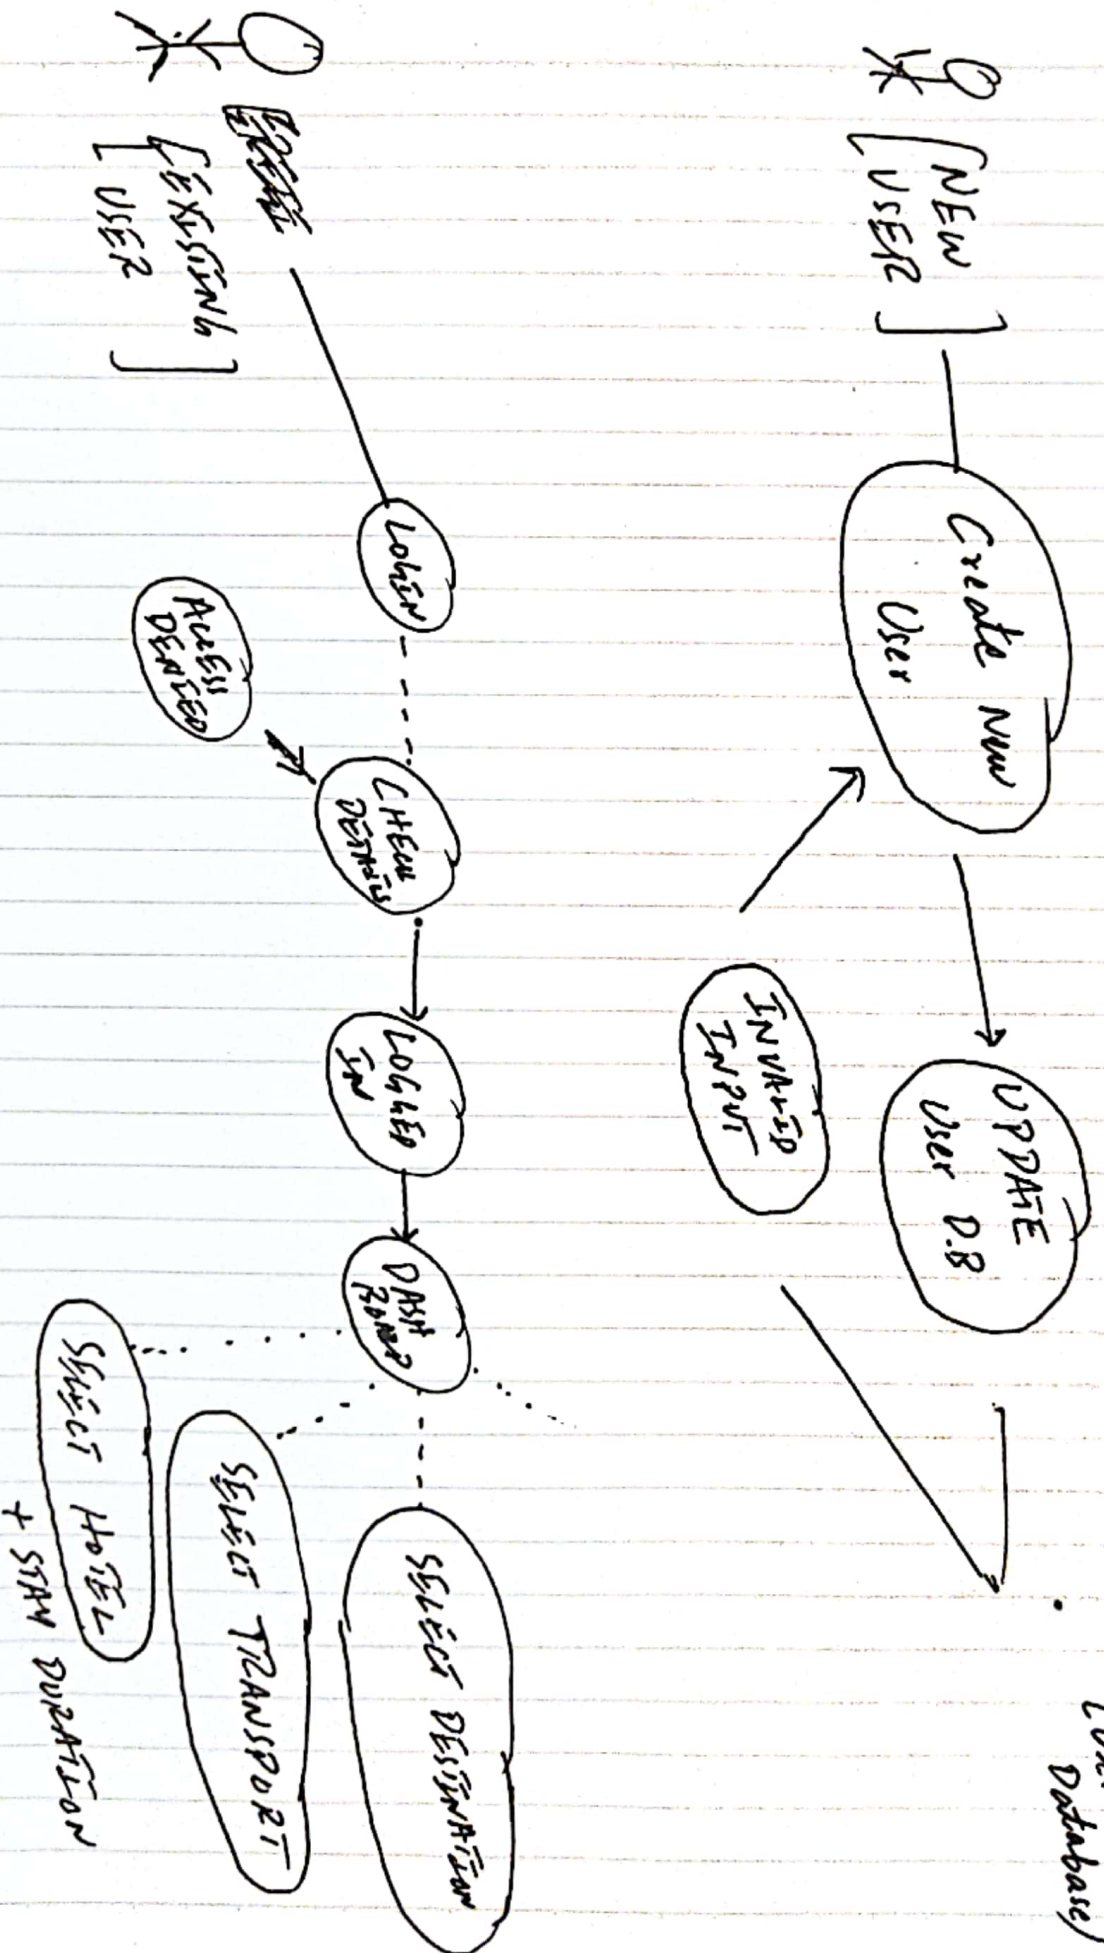 [NEW
USER]
Create New
User
UPDATE
User D.B
Database)
INVALID
INPUT
[EXISING
USER]
LOGIN
CHECK
DETAILS
ACCESS
DENIED
LOGGED
IN
DASH
BOARD
SELECT DESTINATION
SELECT TRANSPORT
SELECT HOTEL
+ STAY DURATION